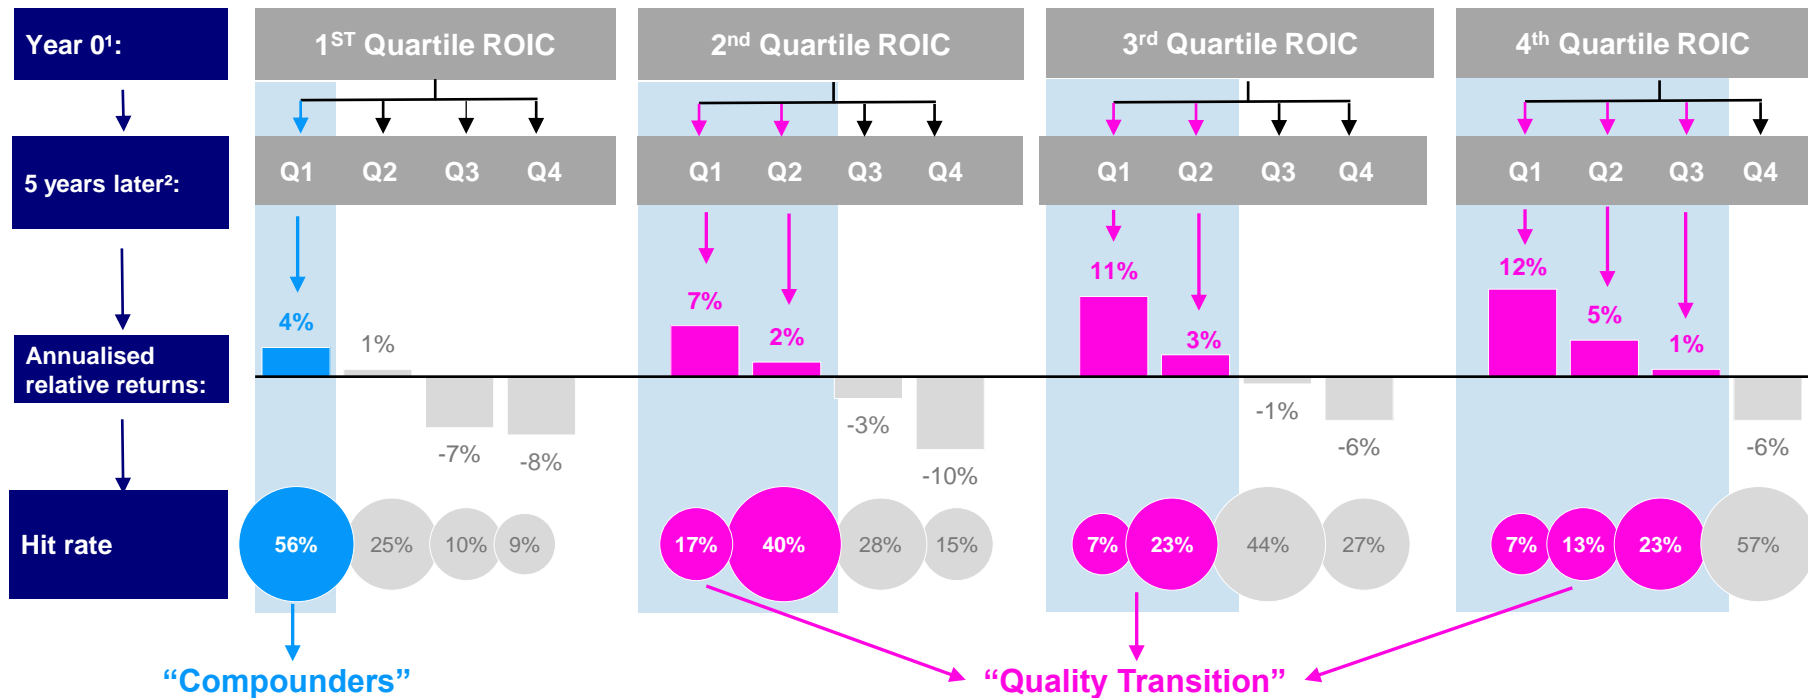 Year 0¹:
1ST Quartile ROIC
2nd Quartile ROIC
3rd Quartile ROIC
4th Quartile ROIC
5 years later²:
Q1 Q2 Q3 Q4
Q1 Q2 Q3 Q4
Q1 Q2 Q3 Q4
Q1 Q2 Q3 Q4
Annualised
relative returns:
4% 1% -7% -8%
7% 2% -3% -10%
11% 3% -1% -6%
12% 5% 1% -6%
Hit rate
56% 25% 10% 9%
17% 40% 28% 15%
7% 23% 44% 27%
7% 13% 23% 57%
“Compounders”
“Quality Transition”